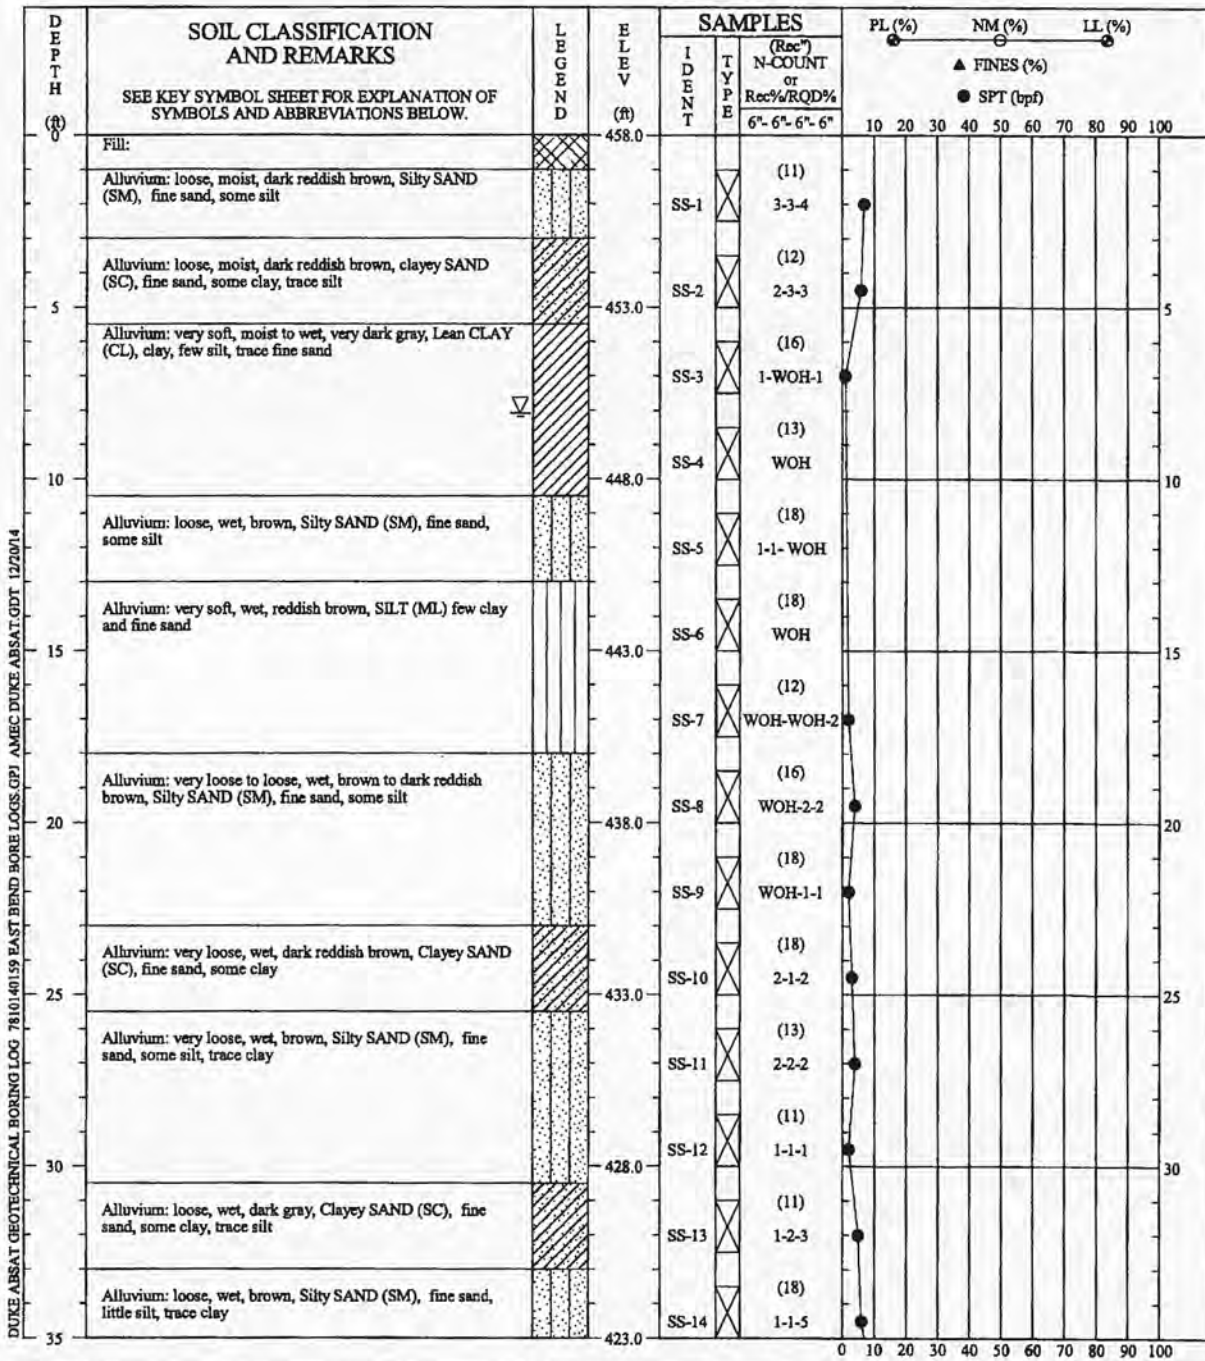 DEPTH (ft)
SOIL CLASSIFICATION
AND REMARKS
SEE KEY SYMBOL SHEET FOR EXPLANATION OF
SYMBOLS AND ABBREVIATIONS BELOW.
LEGEND
ELEV (ft)
SAMPLES
IDENT
TYPE
(Rec")
N-COUNT
or
Rec%/RQD%
6"- 6"- 6"- 6"
PL (%) NM (%) LL (%)
▲ FINES (%)
● SPT (bpf)
10 20 30 40 50 60 70 80 90 100
0
458.0
Fill:
Alluvium: loose, moist, dark reddish brown, Silty SAND
(SM), fine sand, some silt
(11)
SS-1 3-3-4
Alluvium: loose, moist, dark reddish brown, clayey SAND
(SC), fine sand, some clay, trace silt
(12)
SS-2 2-3-3
5 453.0 5
Alluvium: very soft, moist to wet, very dark gray, Lean CLAY
(CL), clay, few silt, trace fine sand
(16)
SS-3 1-WOH-1
(13)
SS-4 WOH
10 448.0 10
Alluvium: loose, wet, brown, Silty SAND (SM), fine sand,
some silt
(18)
SS-5 1-1- WOH
Alluvium: very soft, wet, reddish brown, SILT (ML) few clay
and fine sand
(18)
SS-6 WOH
15 443.0 15
(12)
SS-7 WOH-WOH-2
Alluvium: very loose to loose, wet, brown to dark reddish
brown, Silty SAND (SM), fine sand, some silt
(16)
SS-8 WOH-2-2
20 438.0 20
(18)
SS-9 WOH-1-1
Alluvium: very loose, wet, dark reddish brown, Clayey SAND
(SC), fine sand, some clay
(18)
SS-10 2-1-2
25 433.0 25
Alluvium: very loose, wet, brown, Silty SAND (SM), fine
sand, some silt, trace clay
(13)
SS-11 2-2-2
(11)
SS-12 1-1-1
30 428.0 30
Alluvium: loose, wet, dark gray, Clayey SAND (SC), fine
sand, some clay, trace silt
(11)
SS-13 1-2-3
Alluvium: loose, wet, brown, Silty SAND (SM), fine sand,
little silt, trace clay
(18)
SS-14 1-1-5
35 423.0
0 10 20 30 40 50 60 70 80 90 100
DUKE ABSAT GEOTECHNICAL BORING LOG 7810140159 EAST BEND BORE LOGS.GPJ AMEC DUKE ABSAT.GDT 12/20/14